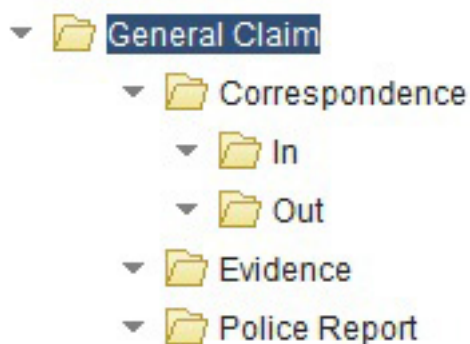 General Claim
Correspondence
In
Out
Evidence
Police Report